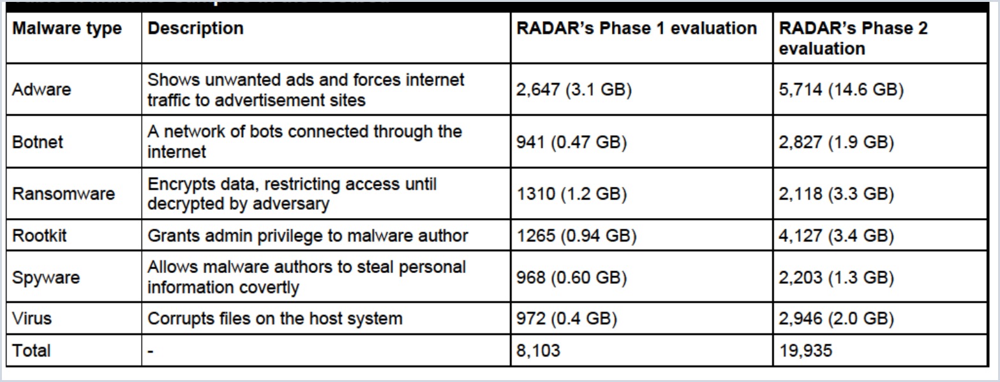 Malware type Description RADAR's Phase 1 evaluation RADAR's Phase 2
evaluation
Adware Shows unwanted ads and forces internet
traffic to advertisement sites 2,647 (3.1 GB) 5,714 (14.6 GB)
Botnet A network of bots connected through the
internet 941 (0.47 GB) 2,827 (1.9 GB)
Ransomware Encrypts data, restricting access until
decrypted by adversary 1310 (1.2 GB) 2,118 (3.3 GB)
Rootkit Grants admin privilege to malware author 1265 (0.94 GB) 4,127 (3.4 GB)
Spyware Allows malware authors to steal personal
information covertly 968 (0.60 GB) 2,203 (1.3 GB)
Virus Corrupts files on the host system 972 (0.4 GB) 2,946 (2.0 GB)
Total - 8,103 19,935